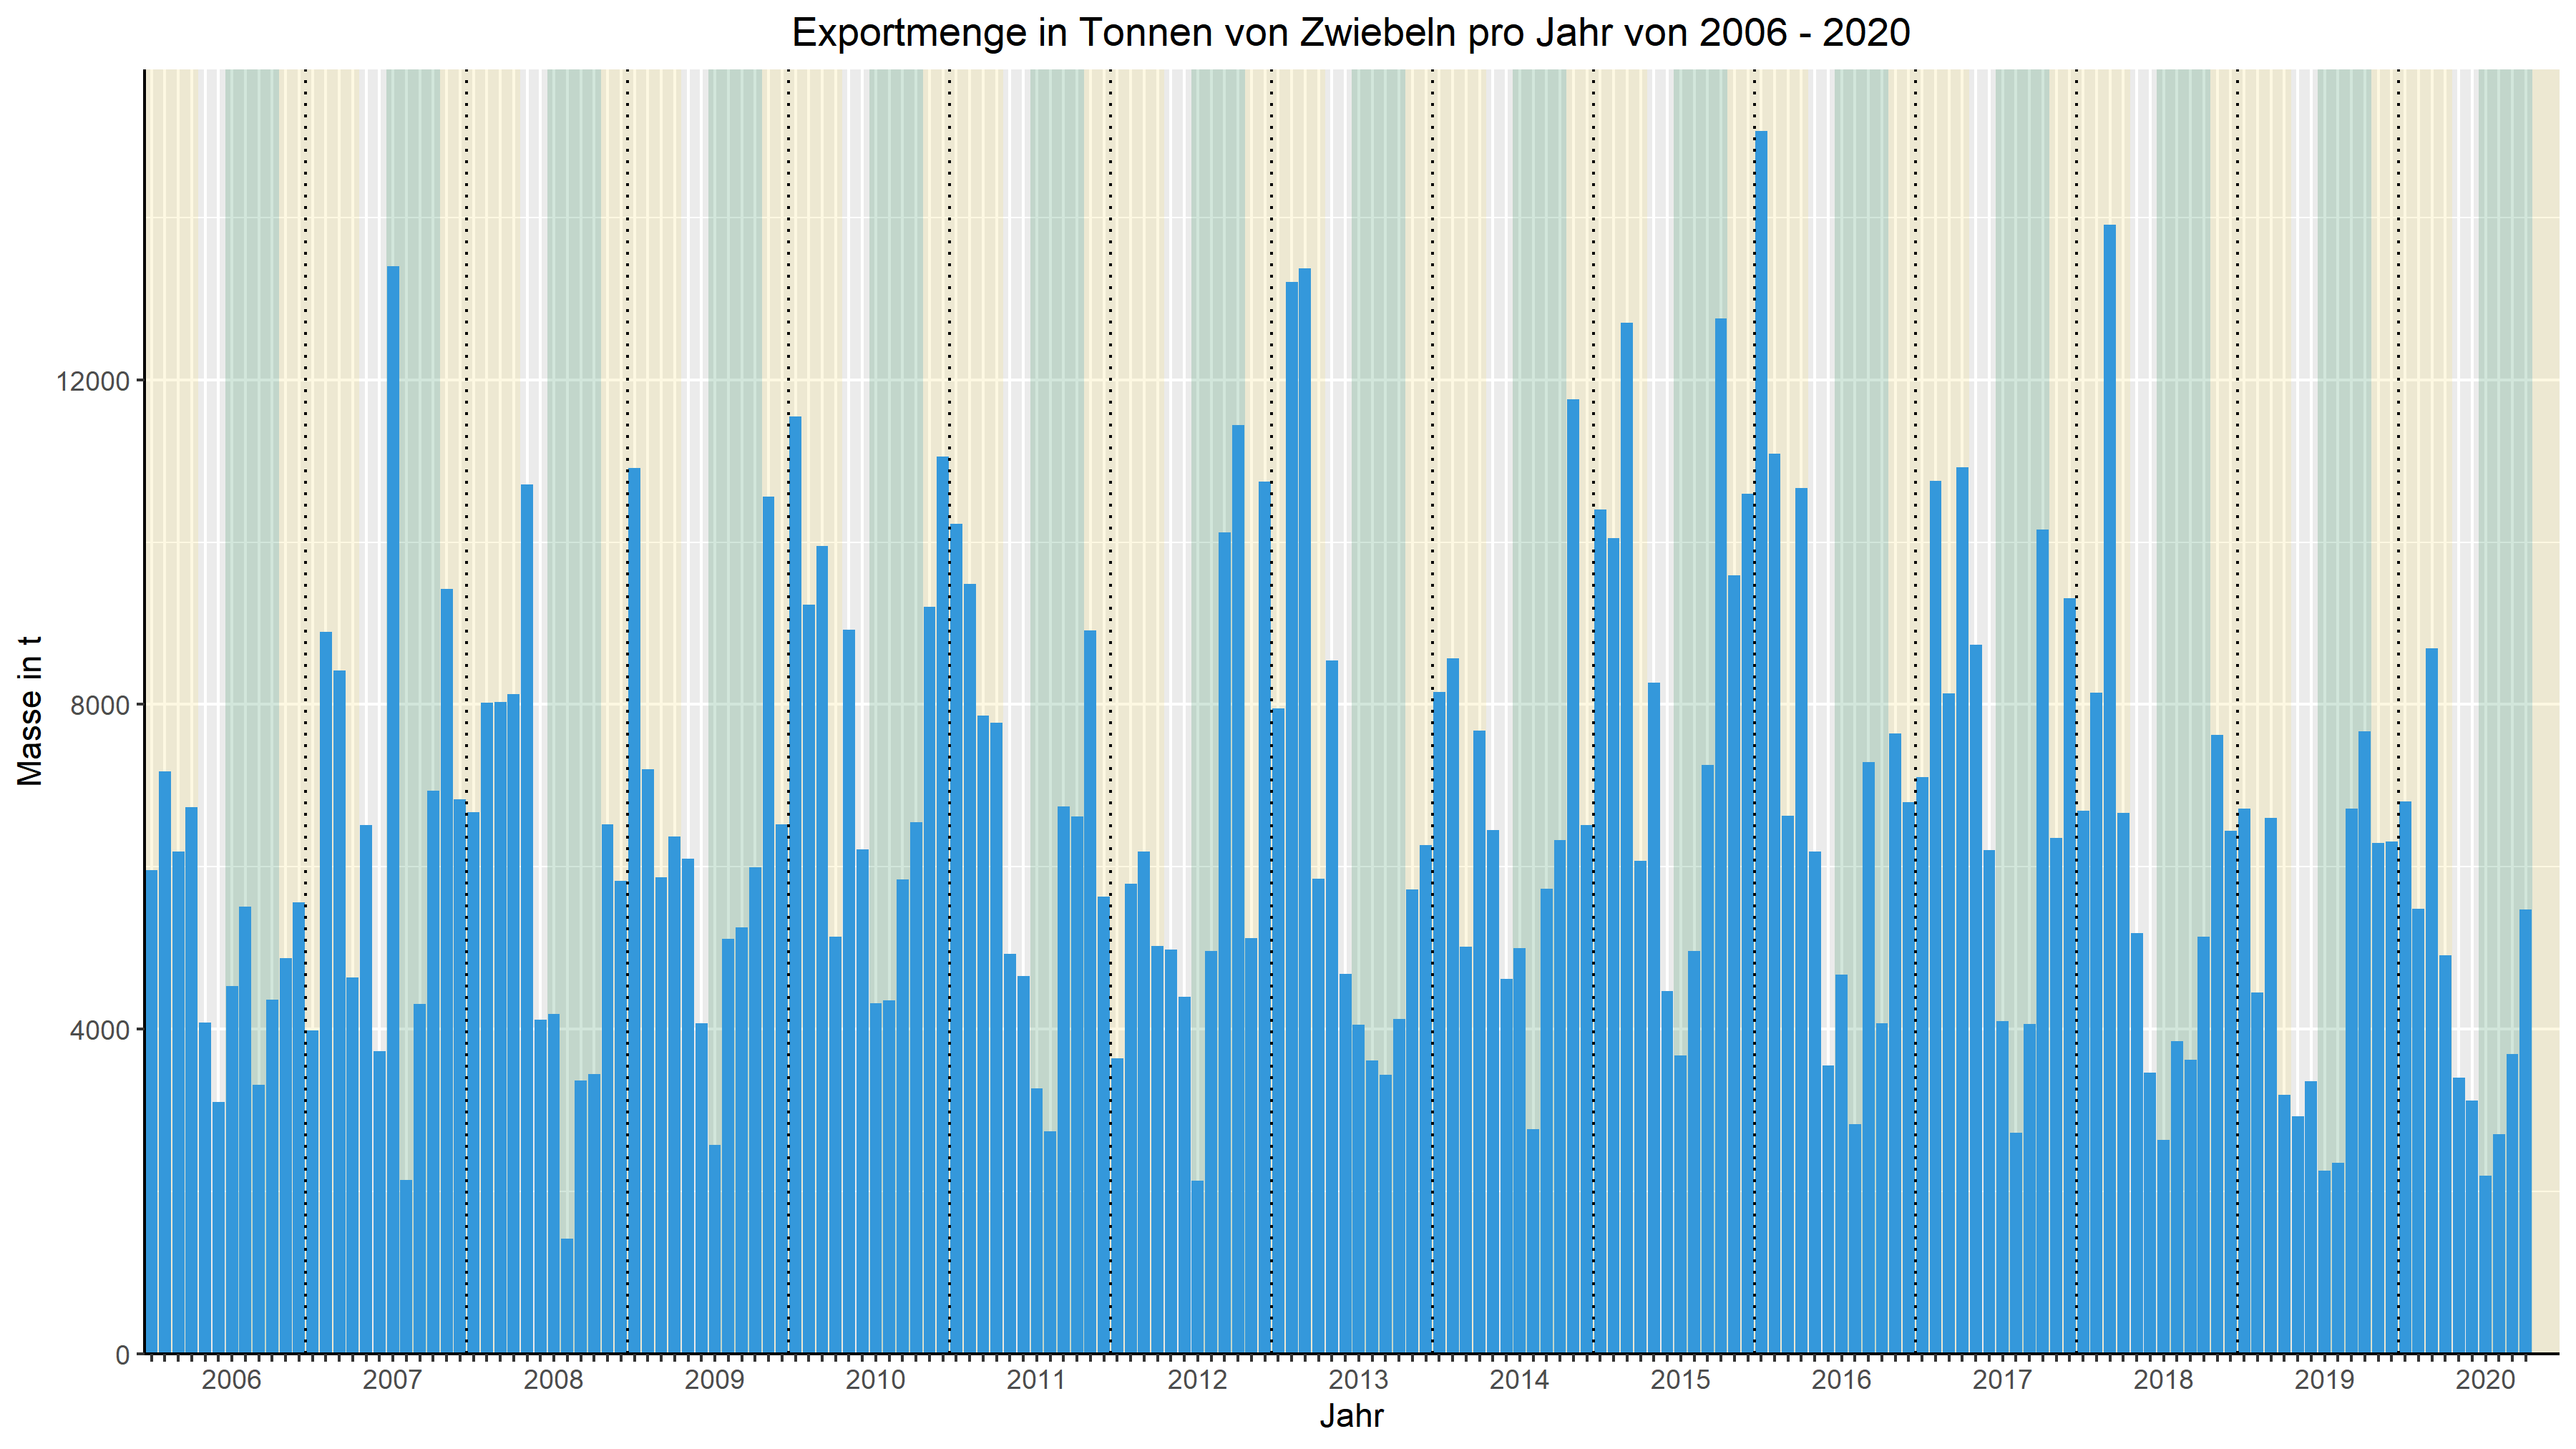 Exportmenge in Tonnen von Zwiebeln pro Jahr von 2006 - 2020
Masse in t
12000
8000
4000
0
2006 2007 2008 2009 2010 2011 2012 2013 2014 2015 2016 2017 2018 2019 2020
Jahr